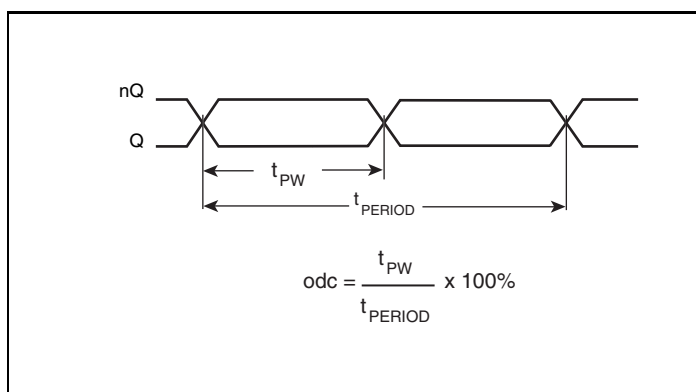 nQ
Q
tPW
tPERIOD
odc = tPW / tPERIOD x 100%